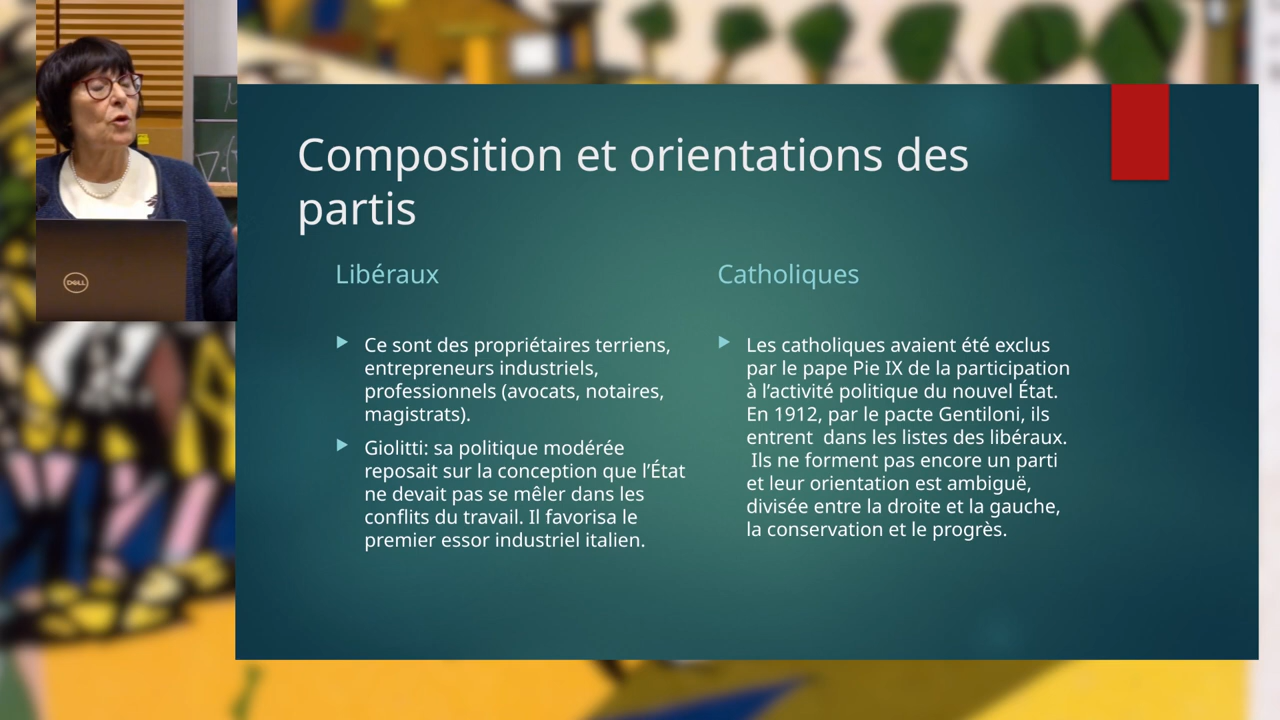 Composition et orientations des
partis
Libéraux
Ce sont des propriétaires terriens,
entrepreneurs industriels,
professionnels (avocats, notaires,
magistrats).
Giolitti: sa politique modérée
reposait sur la conception que l’État
ne devait pas se mêler dans les
conflits du travail. Il favorisa le
premier essor industriel italien.
Catholiques
Les catholiques avaient été exclus
par le pape Pie IX de la participation
à l’activité politique du nouvel État.
En 1912, par le pacte Gentiloni, ils
entrent  dans les listes des libéraux.
Ils ne forment pas encore un parti
et leur orientation est ambiguë,
divisée entre la droite et la gauche,
la conservation et le progrès.
DELL